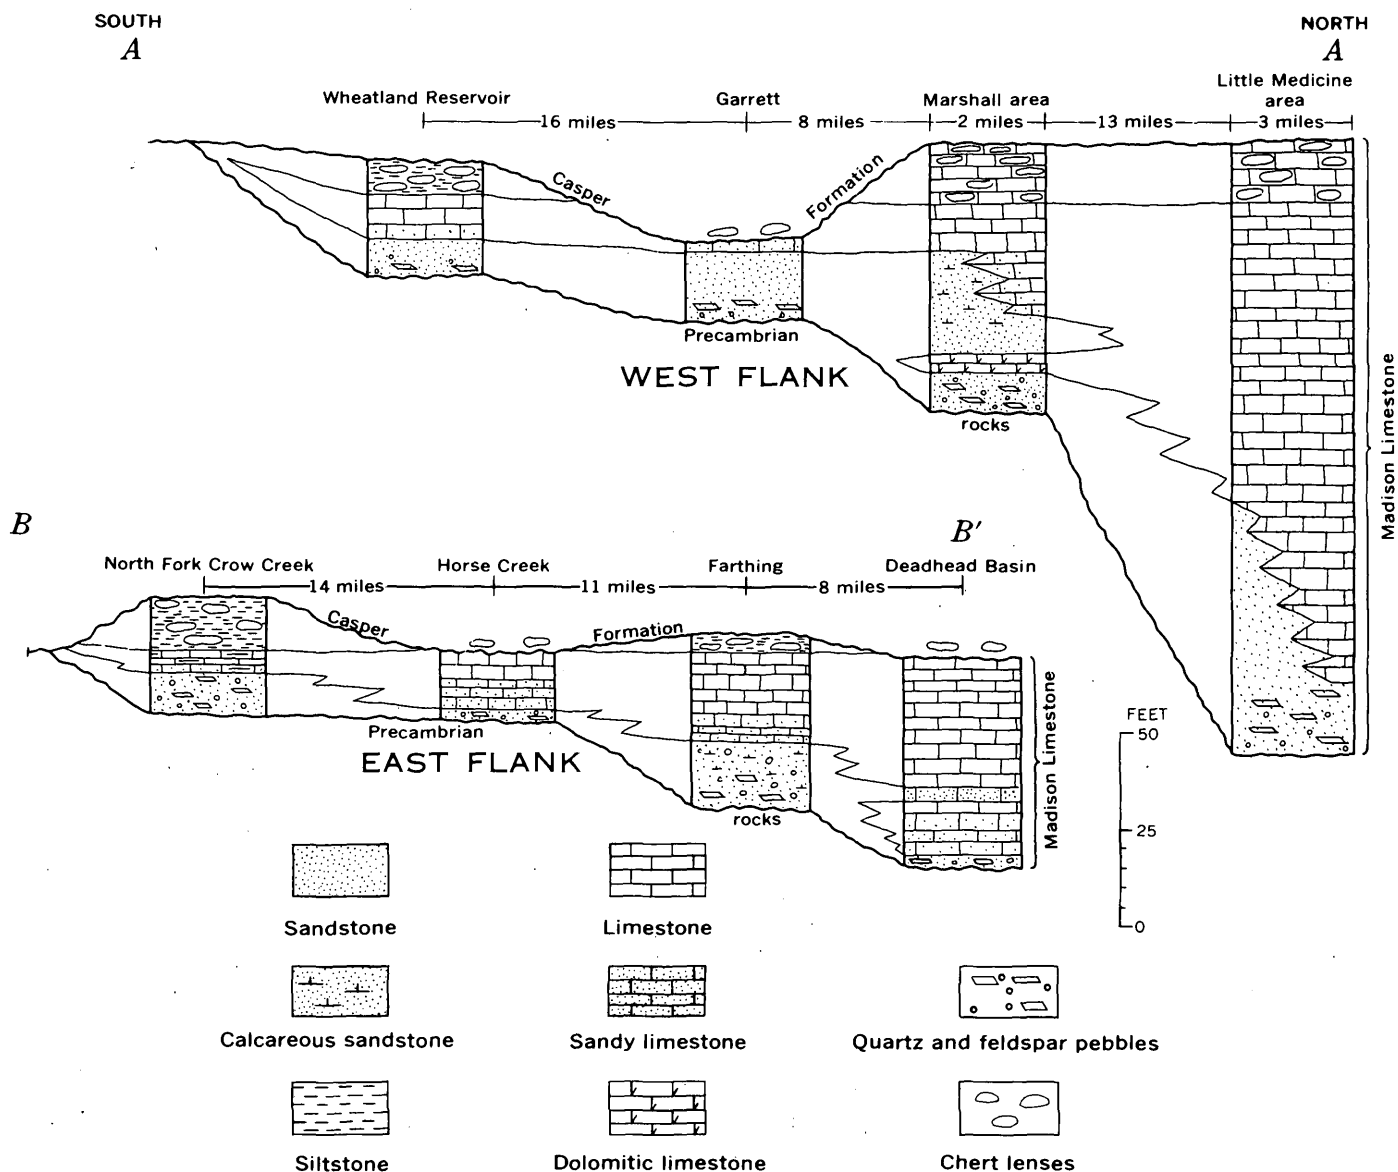 SOUTH
A
NORTH
A
Wheatland Reservoir
Garrett
Marshall area
Little Medicine
area
16 miles
8 miles
2 miles
13 miles
3 miles
Casper
Formation
Precambrian
rocks
WEST FLANK
Madison Limestone
B
B'
North Fork Crow Creek
Horse Creek
Farthing
Deadhead Basin
14 miles
11 miles
8 miles
Casper
Formation
Precambrian
rocks
EAST FLANK
Madison Limestone
FEET
50
25
0
Sandstone
Limestone
Calcareous sandstone
Sandy limestone
Quartz and feldspar pebbles
Siltstone
Dolomitic limestone
Chert lenses